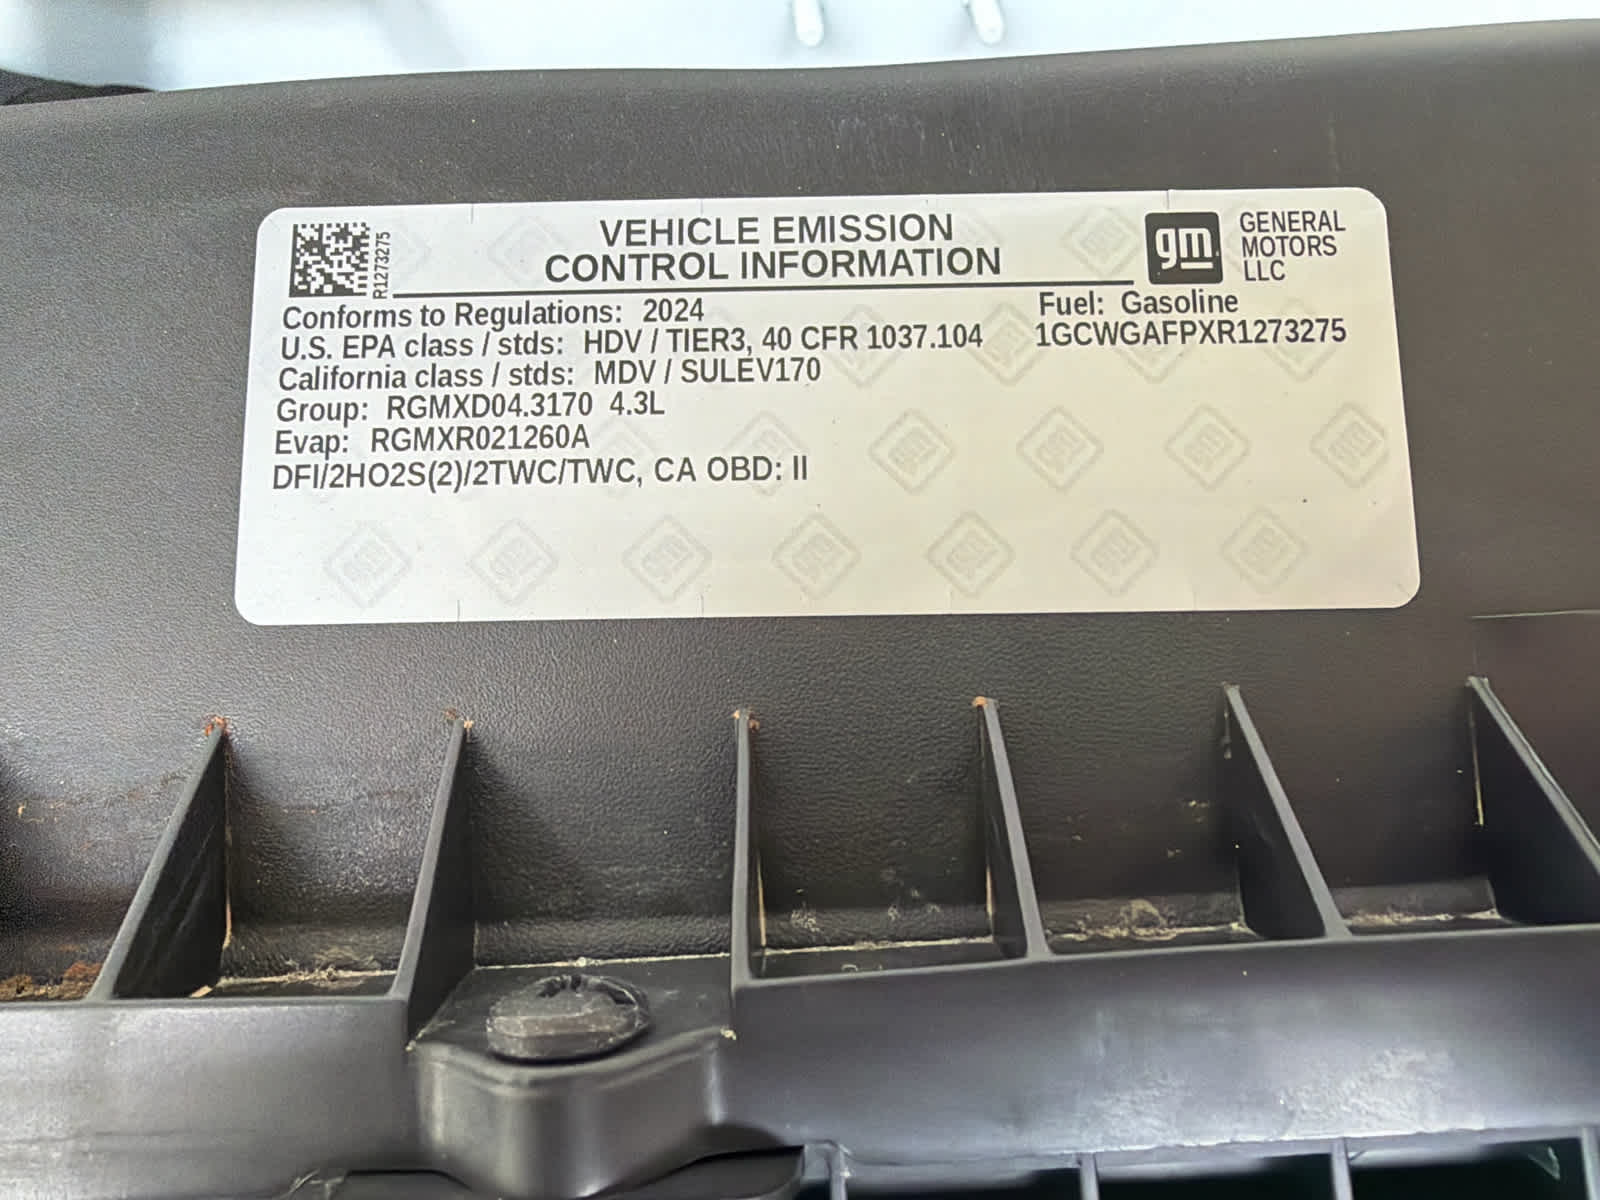 R1273275
VEHICLE EMISSION
CONTROL INFORMATION
gm
GENERAL
MOTORS
LLC
Conforms to Regulations: 2024
Fuel: Gasoline
U.S. EPA class / stds: HDV / TIER3, 40 CFR 1037.104
1GCWGAFPXR1273275
California class / stds: MDV / SULEV170
Group: RGMXD04.3170 4.3L
Evap: RGMXR021260A
DFI/2HO2S(2)/2TWC/TWC, CA OBD: II